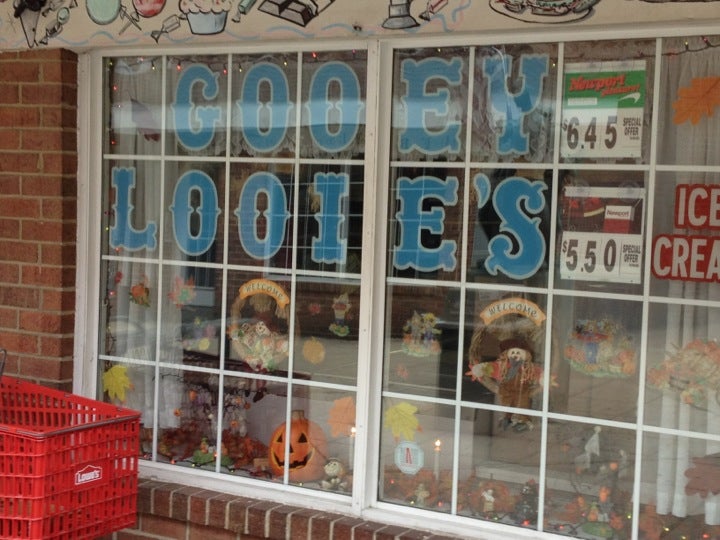 GOOEY
LOOIE'S
Newport
$6.45 SPECIAL OFFER
Newport
$5.50 SPECIAL OFFER
ICE
CREA
WELCOME
WELCOME
A
Lowe's